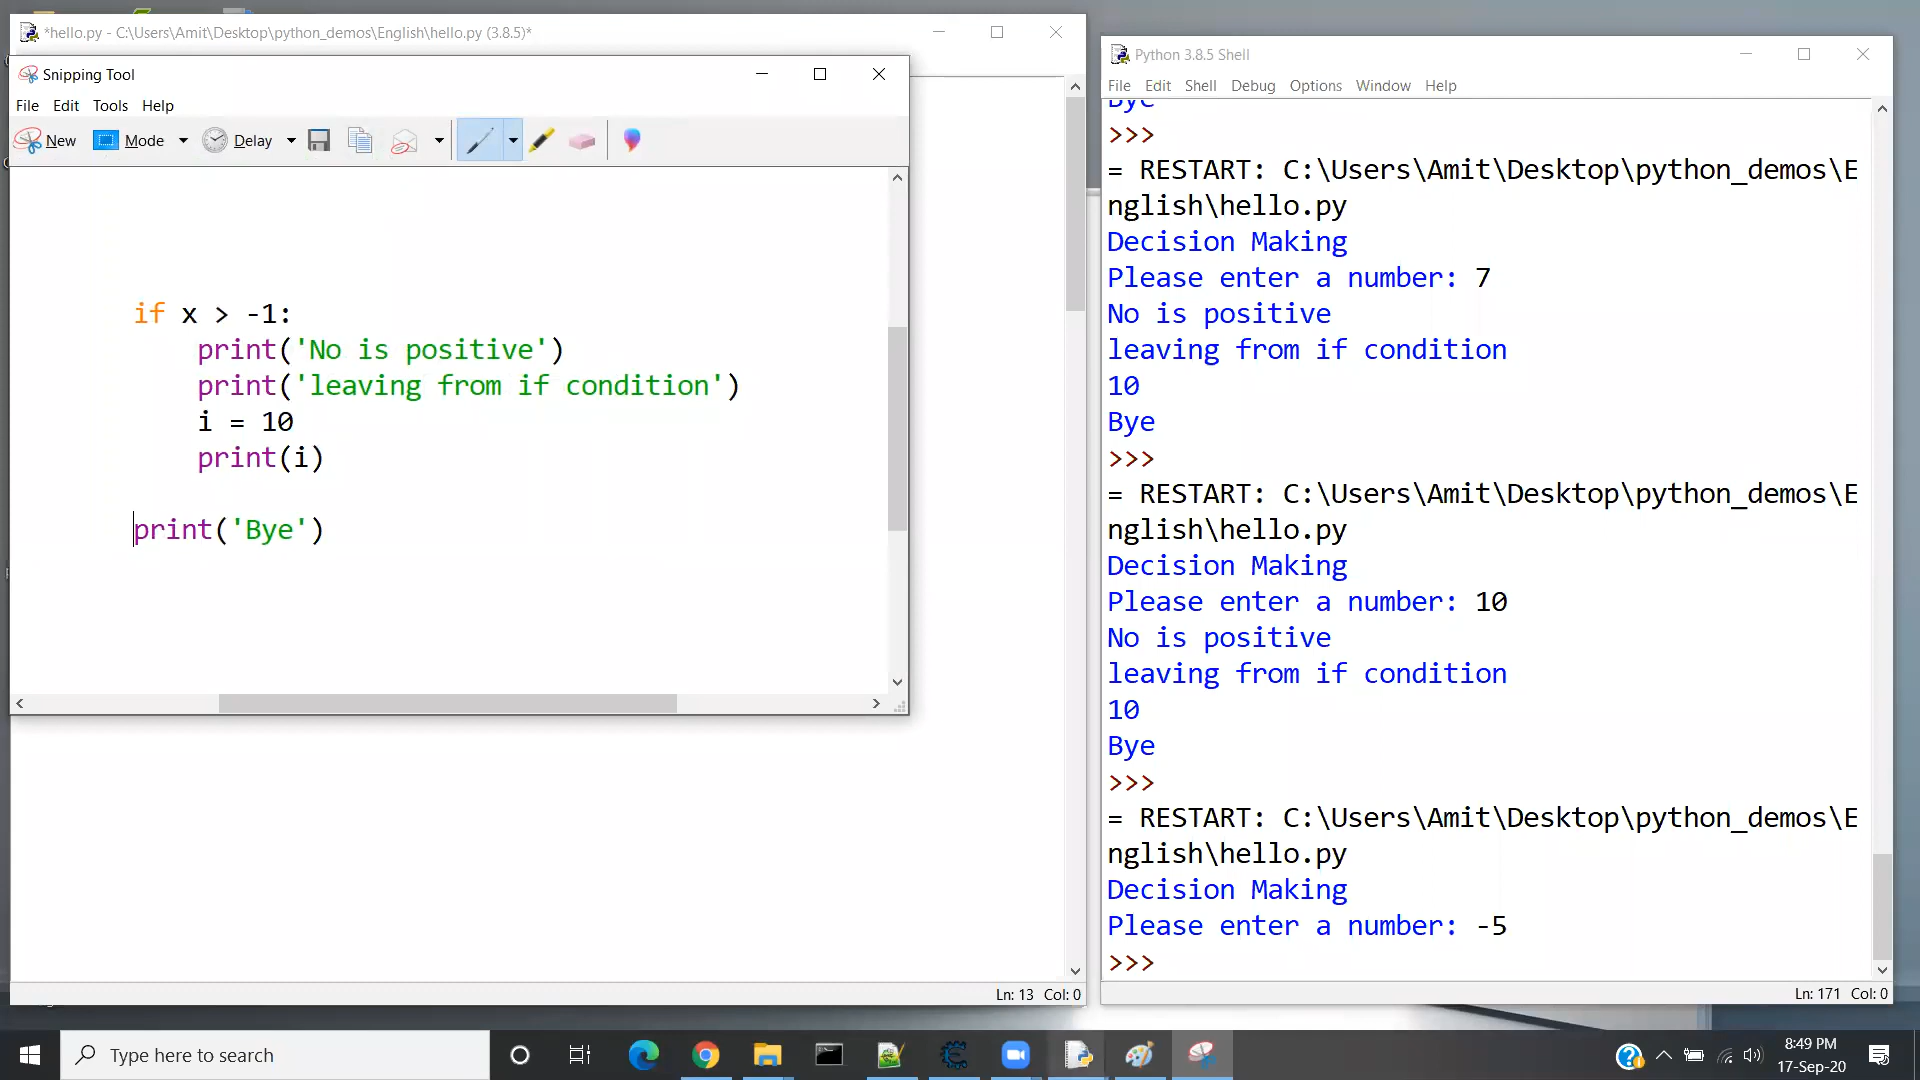 *hello.py - C:\Users\Amit\Desktop\python_demos\English\hello.py (3.8.5)*
Snipping Tool
File Edit Tools Help
New Mode Delay
if x > -1:
print('No is positive')
print('leaving from if condition')
i = 10
print(i)
print('Bye')
Ln: 13 Col: 0
Python 3.8.5 Shell
File Edit Shell Debug Options Window Help
Bye
>>>
= RESTART: C:\Users\Amit\Desktop\python_demos\E
nglish\hello.py
Decision Making
Please enter a number: 7
No is positive
leaving from if condition
10
Bye
>>>
= RESTART: C:\Users\Amit\Desktop\python_demos\E
nglish\hello.py
Decision Making
Please enter a number: 10
No is positive
leaving from if condition
10
Bye
>>>
= RESTART: C:\Users\Amit\Desktop\python_demos\E
nglish\hello.py
Decision Making
Please enter a number: -5
>>>
Ln: 171 Col: 0
Type here to search
8:49 PM
17-Sep-20